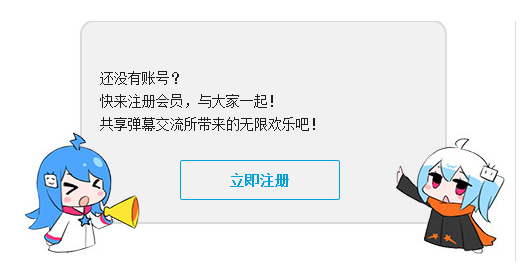 还没有账号？
快来注册会员，与大家一起！
共享弹幕交流所带来的无限欢乐吧！
立即注册